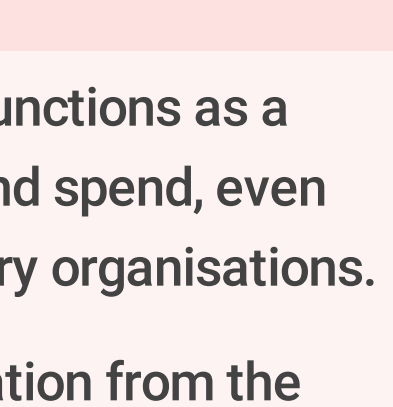 unctions as a
nd spend, even
ry organisations.
ation from the